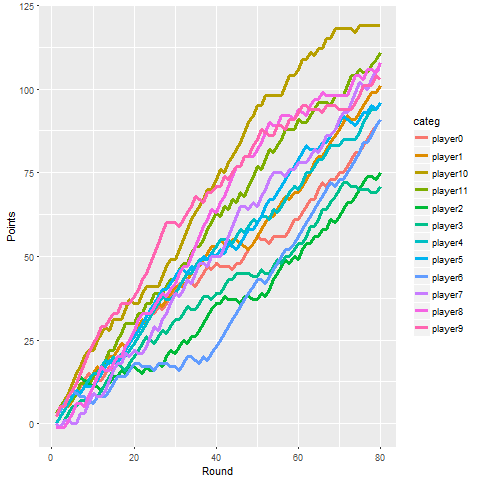 125
100
75
50
25
0
Points
0
20
40
60
80
Round
categ
player0
player1
player10
player11
player2
player3
player4
player5
player6
player7
player8
player9